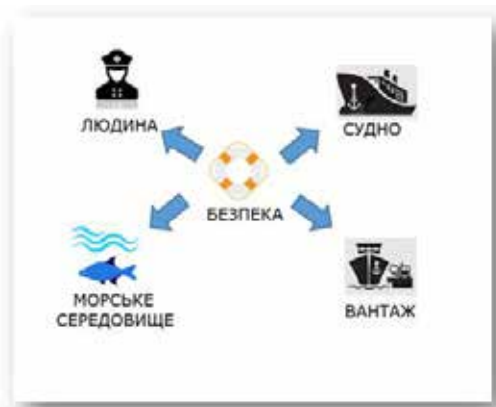 ЛЮДИНА
СУДНО
БЕЗПЕКА
МОРСЬКЕ
СЕРЕДОВИЩЕ
ВАНТАЖ